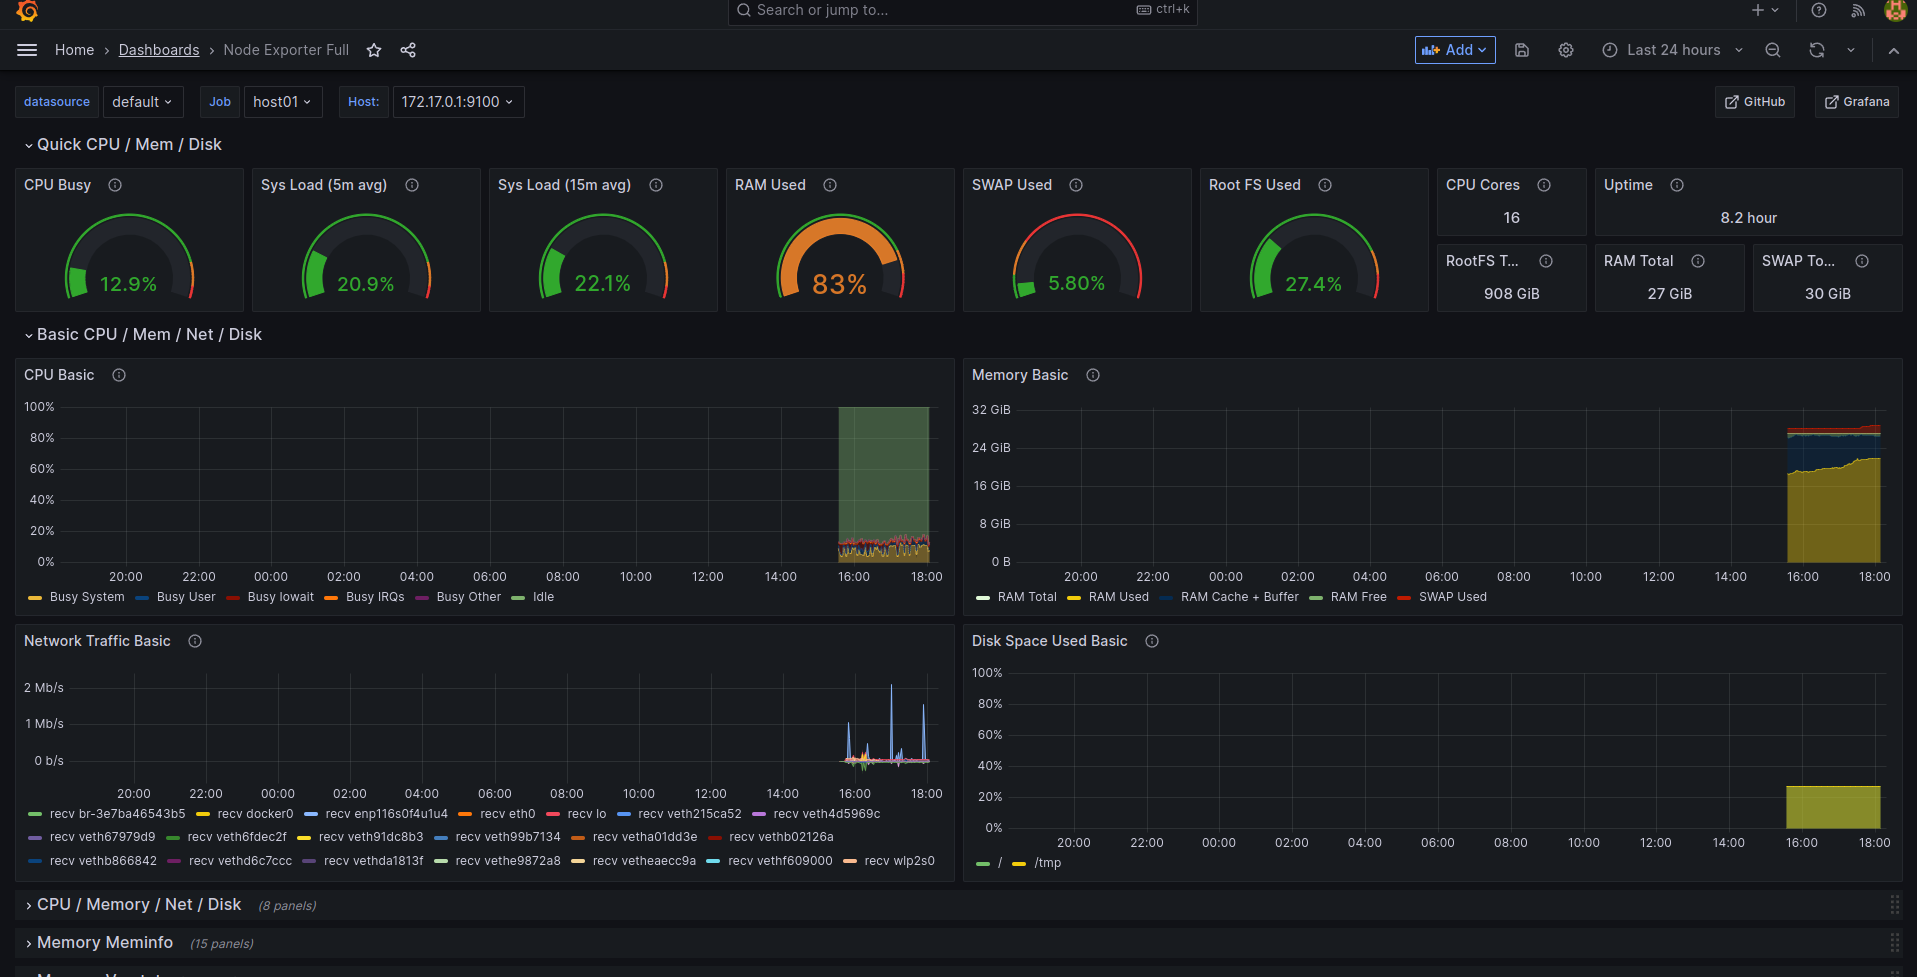 Search or jump to... ctrl+k
Home › Dashboards › Node Exporter Full Add Last 24 hours
datasource default Job host01 Host: 172.17.0.1:9100 GitHub Grafana
Quick CPU / Mem / Disk
CPU Busy Sys Load (5m avg) Sys Load (15m avg) RAM Used SWAP Used Root FS Used CPU Cores Uptime
16 8.2 hour
RootFS T... RAM Total SWAP To...
12.9% 20.9% 22.1% 83% 5.80% 27.4% 908 GiB 27 GiB 30 GiB
Basic CPU / Mem / Net / Disk
CPU Basic
100%
80%
60%
40%
20%
0%
20:00 22:00 00:00 02:00 04:00 06:00 08:00 10:00 12:00 14:00 16:00 18:00
Busy System Busy User Busy Iowait Busy IRQs Busy Other Idle
Memory Basic
32 GiB
24 GiB
16 GiB
8 GiB
0 B
20:00 22:00 00:00 02:00 04:00 06:00 08:00 10:00 12:00 14:00 16:00 18:00
RAM Total RAM Used RAM Cache + Buffer RAM Free SWAP Used
Network Traffic Basic
2 Mb/s
1 Mb/s
0 b/s
20:00 22:00 00:00 02:00 04:00 06:00 08:00 10:00 12:00 14:00 16:00 18:00
recv br-3e7ba46543b5 recv docker0 recv enp116s0f4u1u4 recv eth0 recv lo recv veth215ca52 recv veth4d5969c
recv veth67979d9 recv veth6fdec2f recv veth91dc8b3 recv veth99b7134 recv vetha01dd3e recv vethb02126a
recv vethb866842 recv vethd6c7ccc recv vethda1813f recv vethe9872a8 recv vetheaecc9a recv vethf609000 recv wlp2s0
Disk Space Used Basic
100%
80%
60%
40%
20%
0%
20:00 22:00 00:00 02:00 04:00 06:00 08:00 10:00 12:00 14:00 16:00 18:00
/ /tmp
CPU / Memory / Net / Disk (8 panels)
Memory Meminfo (15 panels)